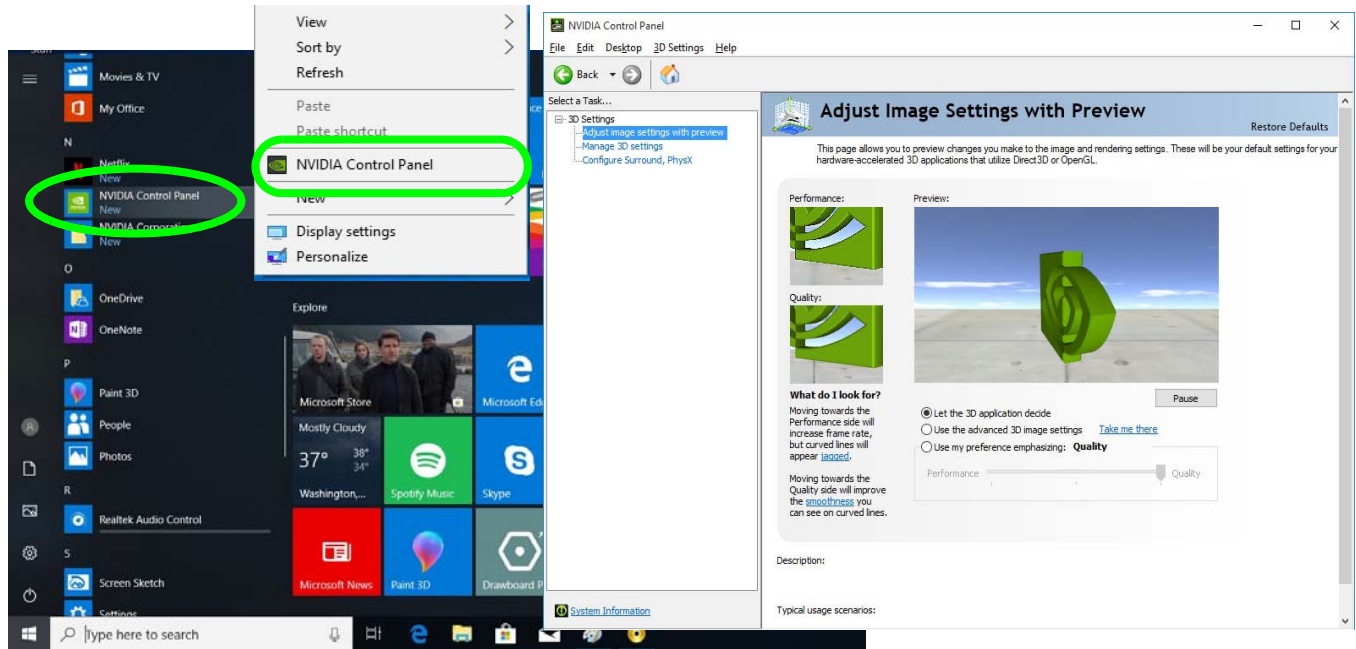 Movies & TV
My Office
N
Netflix
New
NVIDIA Control Panel
New
NVIDIA
New
O
OneDrive
OneNote
P
Paint 3D
People
Photos
R
Realtek Audio Control
S
Screen Sketch
Settings
Type here to search
View
Sort by
Refresh
Paste
Paste shortcut
NVIDIA Control Panel
New
Display settings
Personalize
Explore
Microsoft Store
Microsoft Ed
Mostly Cloudy
37° 38°
34°
Washington,...
Spotify Music
Skype
Microsoft News
Paint 3D
Drawboard P
NVIDIA Control Panel
File Edit Desktop 3D Settings Help
Back
Select a Task...
3D Settings
Adjust image settings with preview
Manage 3D settings
Configure Surround, PhysX
System Information
Adjust Image Settings with Preview
Restore Defaults
This page allows you to preview changes you make to the image and rendering settings. These will be your default settings for your
hardware-accelerated 3D applications that utilize Direct3D or OpenGL.
Performance:
Preview:
Quality:
What do I look for?
Moving towards the
Performance side will
increase frame rate,
but curved lines will
appear jagged.
Moving towards the
Quality side will improve
the smoothness you
can see on curved lines.
Pause
Let the 3D application decide
Use the advanced 3D image settings Take me there
Use my preference emphasizing: Quality
Performance Quality
Description:
Typical usage scenarios: